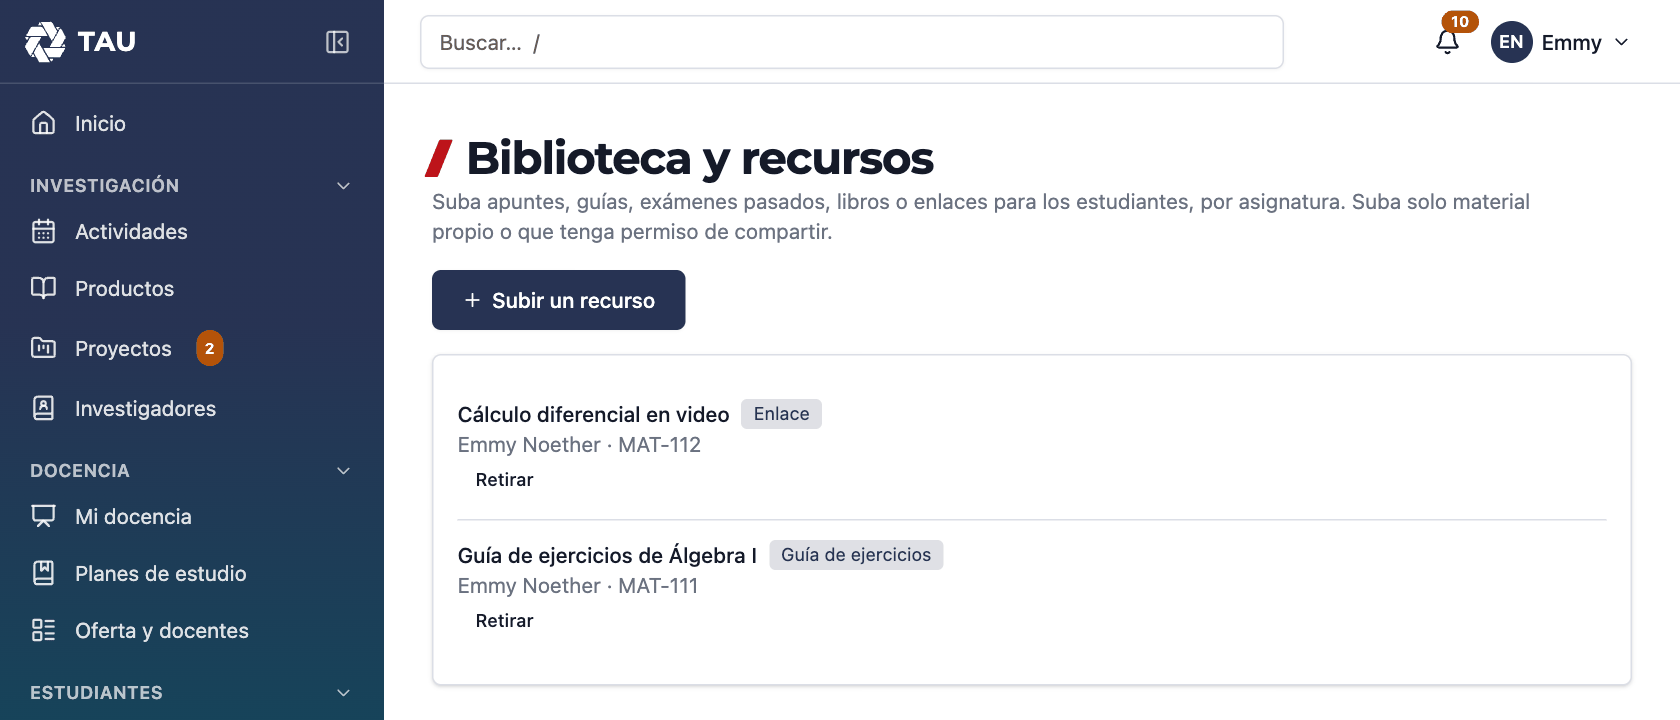 TAU
Buscar... /
10
EN
Emmy
Inicio
INVESTIGACIÓN
Actividades
Productos
Proyectos
2
Investigadores
DOCENCIA
Mi docencia
Planes de estudio
Oferta y docentes
ESTUDIANTES
Biblioteca y recursos
Suba apuntes, guías, exámenes pasados, libros o enlaces para los estudiantes, por asignatura. Suba solo material
propio o que tenga permiso de compartir.
+ Subir un recurso
Cálculo diferencial en video Enlace
Emmy Noether · MAT-112
Retirar
Guía de ejercicios de Álgebra I Guía de ejercicios
Emmy Noether · MAT-111
Retirar